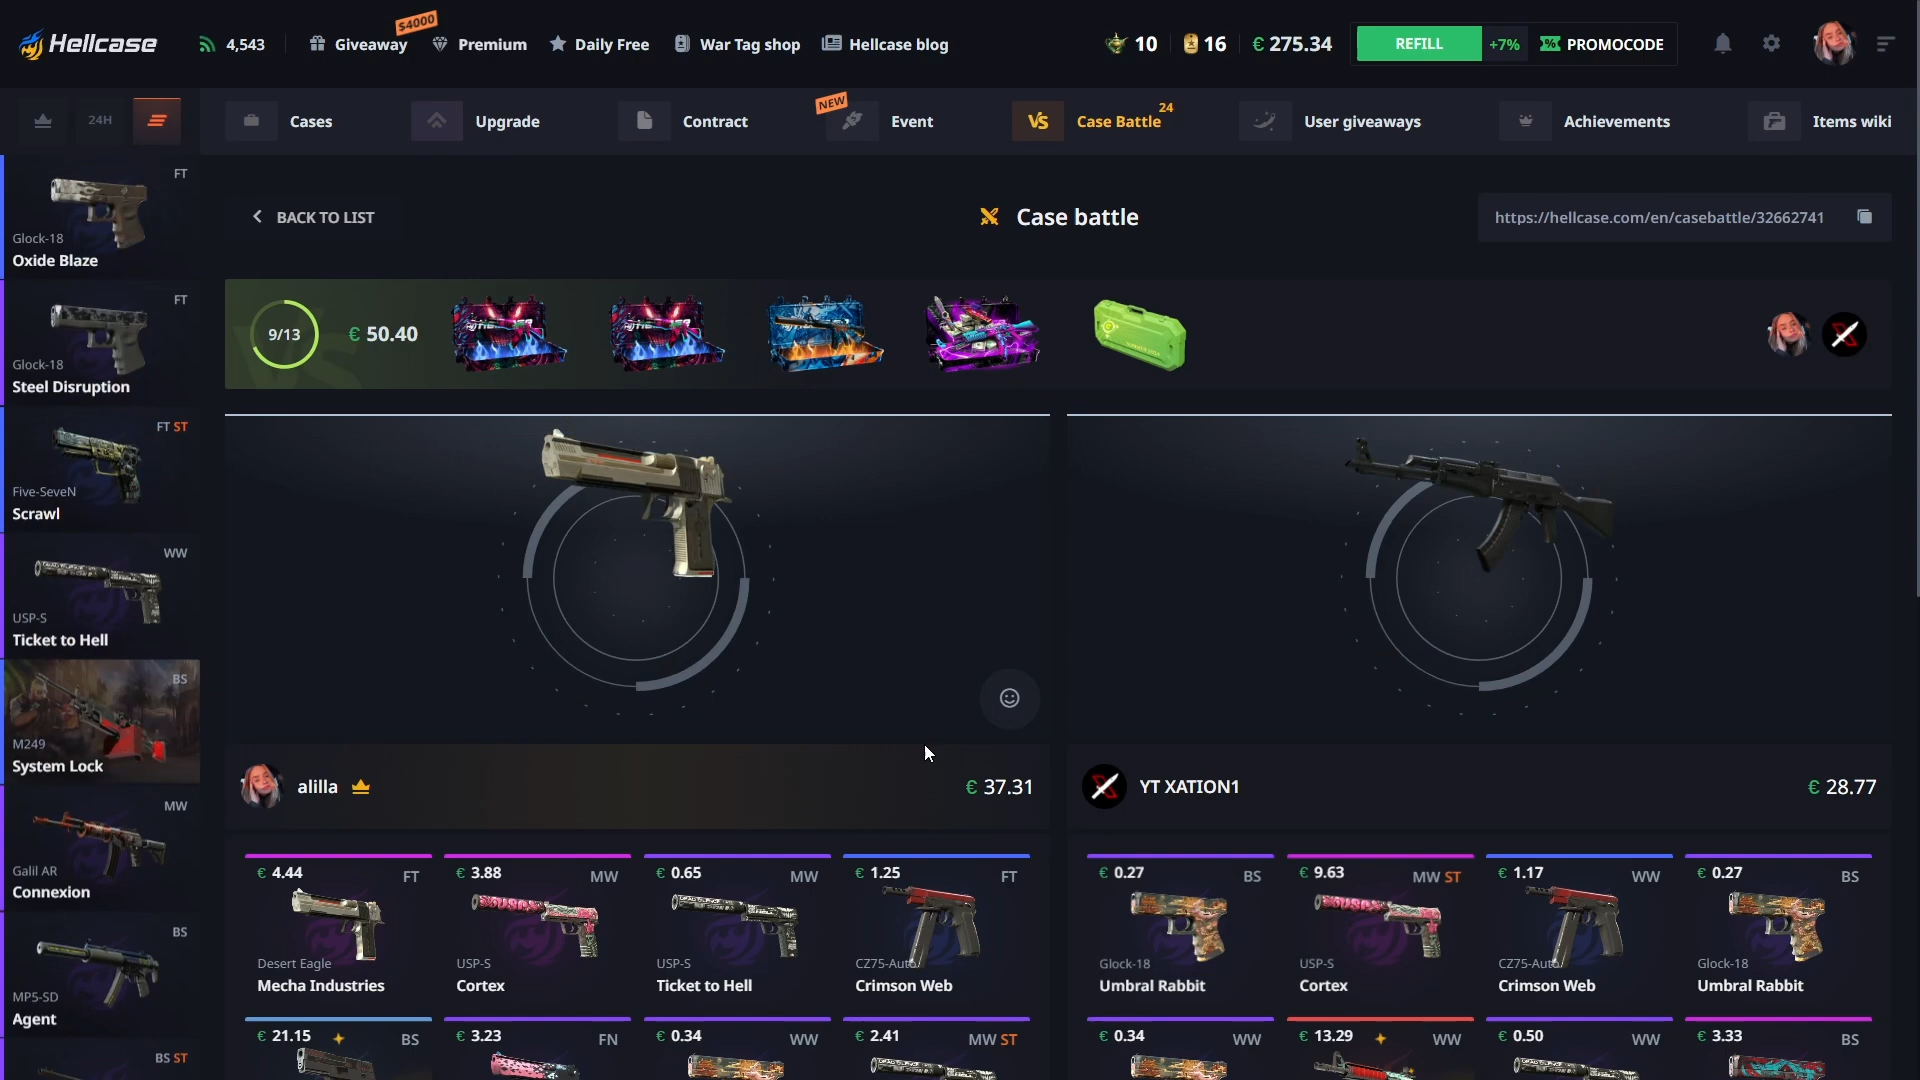 Hellcase
4,543
Giveaway
$4000
Premium
Daily Free
War Tag shop
Hellcase blog
10
16
€ 275.34
REFILL
+7%
PROMOCODE
24H
Cases
Upgrade
Contract
NEW
Event
VS
Case Battle
24
User giveaways
Achievements
Items wiki
BACK TO LIST
Case battle
https://hellcase.com/en/casebattle/32662741
9/13
€ 50.40
FT
Glock-18
Oxide Blaze
FT
Glock-18
Steel Disruption
FT ST
Five-SeveN
Scrawl
WW
USP-S
Ticket to Hell
BS
M249
System Lock
MW
Galil AR
Connexion
BS
MP5-SD
Agent
BS ST
alilla
€ 37.31
YT XATION1
€ 28.77
€ 4.44
FT
Desert Eagle
Mecha Industries
€ 3.88
MW
USP-S
Cortex
€ 0.65
MW
USP-S
Ticket to Hell
€ 1.25
FT
CZ75-Auto
Crimson Web
€ 0.27
BS
Glock-18
Umbral Rabbit
€ 9.63
MW ST
USP-S
Cortex
€ 1.17
WW
CZ75-Auto
Crimson Web
€ 0.27
BS
Glock-18
Umbral Rabbit
€ 21.15
BS
€ 3.23
FN
€ 0.34
WW
€ 2.41
MW ST
€ 0.34
WW
€ 13.29
WW
€ 0.50
WW
€ 3.33
BS